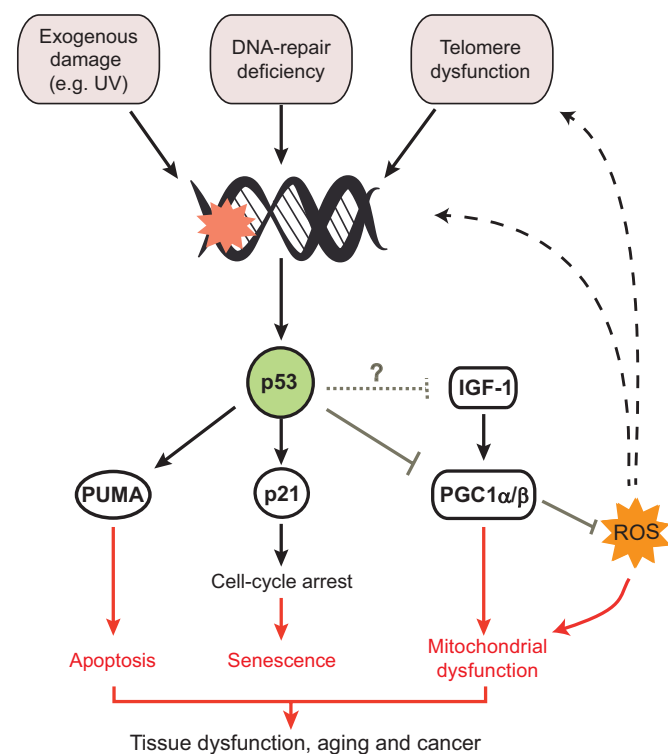 Exogenous
damage
(e.g. UV)
DNA-repair
deficiency
Telomere
dysfunction
p53
?
IGF-1
PUMA
p21
PGC1α/β
ROS
Cell-cycle arrest
Apoptosis
Senescence
Mitochondrial
dysfunction
Tissue dysfunction, aging and cancer